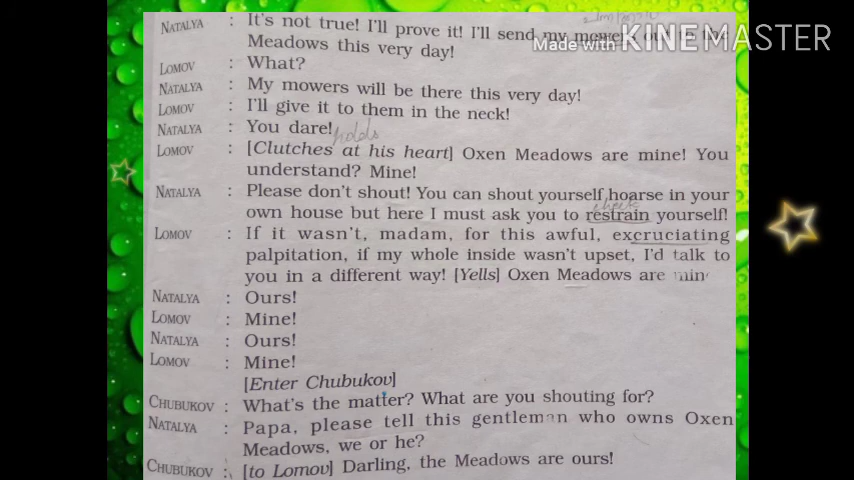 NATALYA : It's not true! I'll prove it! I'll send my mowers out to the
Meadows this very day!
LOMOV : What?
NATALYA : My mowers will be there this very day!
LOMOV : I'll give it to them in the neck!
NATALYA : You dare!
holds
LOMOV : [Clutches at his heart] Oxen Meadows are mine! You
understand? Mine!
NATALYA : Please don't shout! You can shout yourself hoarse in your
check
own house but here I must ask you to restrain yourself!
LOMOV : If it wasn't, madam, for this awful, excruciating
palpitation, if my whole inside wasn't upset, I'd talk to
you in a different way! [Yells] Oxen Meadows are min
NATALYA : Ours!
LOMOV : Mine!
NATALYA : Ours!
LOMOV : Mine!
[Enter Chubukov]
CHUBUKOV : What's the matter? What are you shouting for?
NATALYA : Papa, please tell this gentleman who owns Oxen
Meadows, we or he?
CHUBUKOV : [to Lomov] Darling, the Meadows are ours!
Made with KINEMASTER